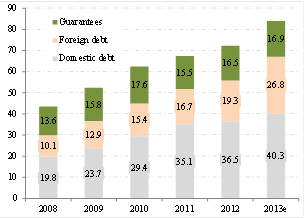 90
80
70
60
50
40
30
20
10
0
Guarantees
Foreign debt
Domestic debt
13.6 15.8 17.6 15.5 16.5 16.9
10.1 12.9 15.4 16.7 19.3 26.8
19.8 23.7 29.4 35.1 36.5 40.3
2008 2009 2010 2011 2012 2013e